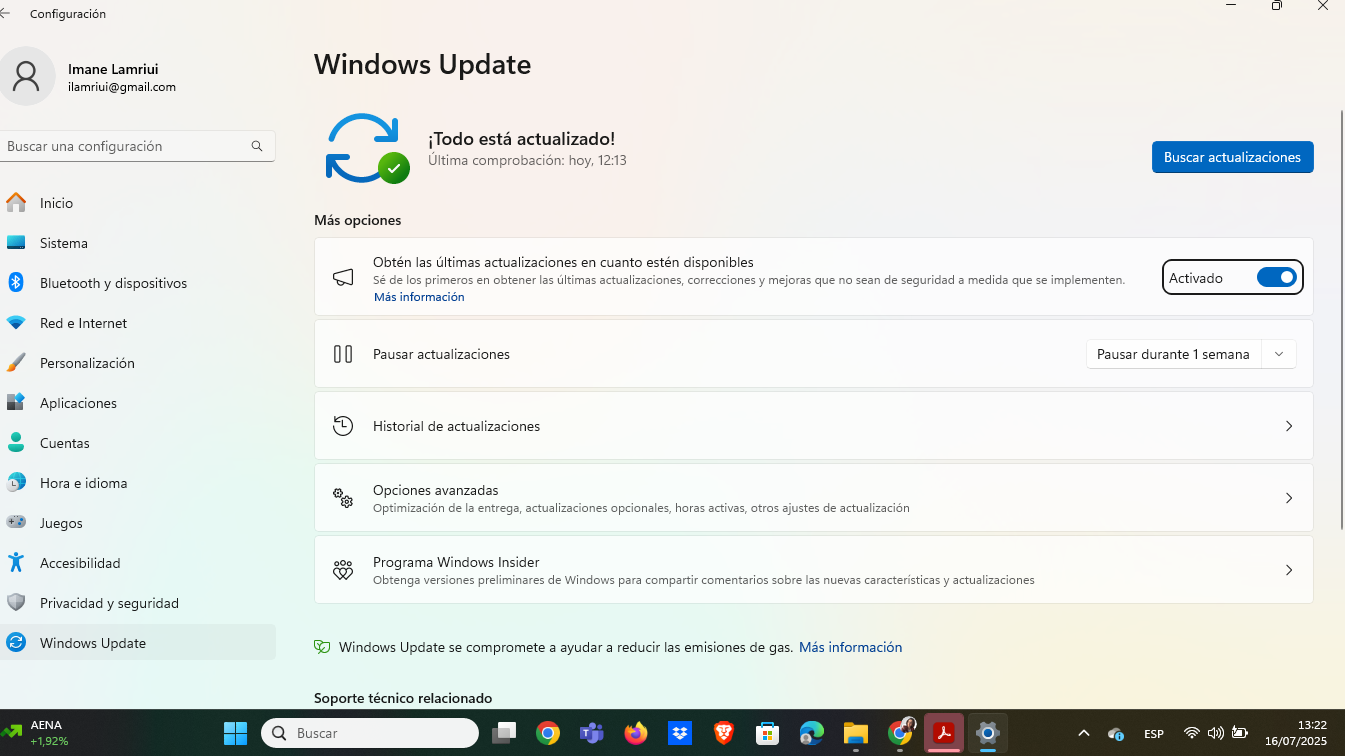 Configuración
Imane Lamriui
ilamriui@gmail.com
Buscar una configuración
Inicio
Sistema
Bluetooth y dispositivos
Red e Internet
Personalización
Aplicaciones
Cuentas
Hora e idioma
Juegos
Accesibilidad
Privacidad y seguridad
Windows Update
Windows Update
¡Todo está actualizado!
Última comprobación: hoy, 12:13
Buscar actualizaciones
Más opciones
Obtén las últimas actualizaciones en cuanto estén disponibles
Sé de los primeros en obtener las últimas actualizaciones, correcciones y mejoras que no sean de seguridad a medida que se implementen.
Más información
Activado
Pausar actualizaciones
Pausar durante 1 semana
Historial de actualizaciones
Opciones avanzadas
Optimización de la entrega, actualizaciones opcionales, horas activas, otros ajustes de actualización
Programa Windows Insider
Obtenga versiones preliminares de Windows para compartir comentarios sobre las nuevas características y actualizaciones
Windows Update se compromete a ayudar a reducir las emisiones de gas. Más información
Soporte técnico relacionado
AENA
+1,92%
Buscar
ESP
13:22
16/07/2025